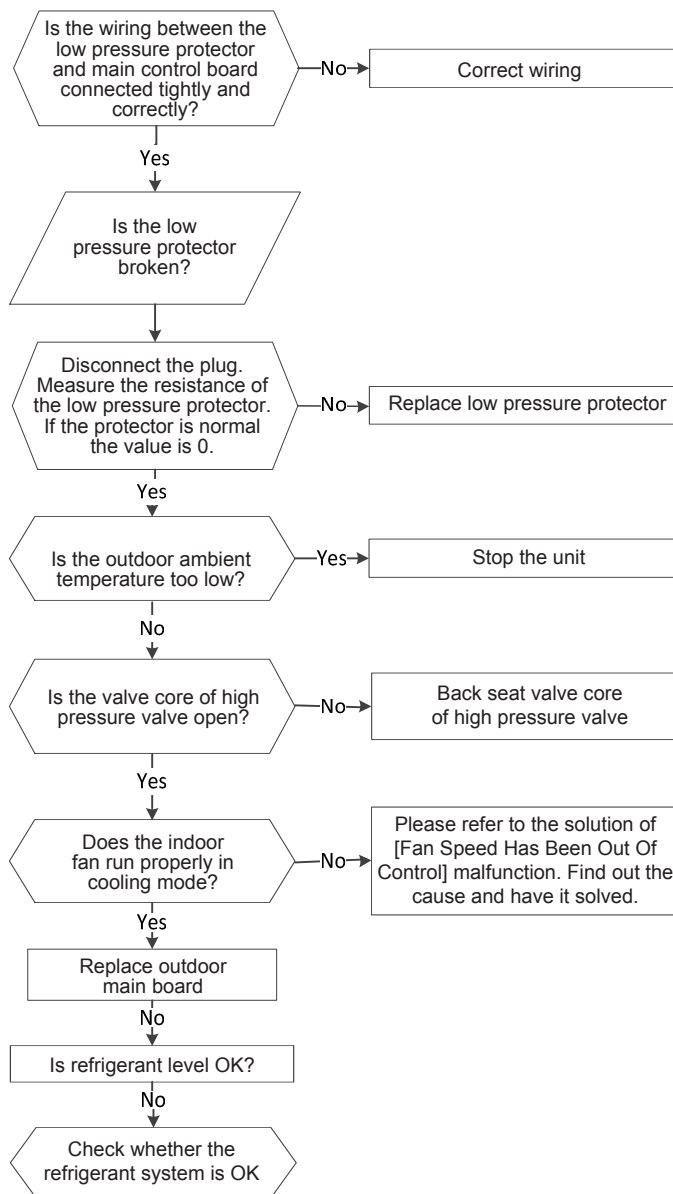 Is the wiring between the
low pressure protector
and main control board
connected tightly and
correctly?
No
Correct wiring
Yes
Is the low
pressure protector
broken?
Disconnect the plug.
Measure the resistance of
the low pressure protector.
If the protector is normal
the value is 0.
No
Replace low pressure protector
Yes
Is the outdoor ambient
temperature too low?
Yes
Stop the unit
No
Is the valve core of high
pressure valve open?
No
Back seat valve core
of high pressure valve
Yes
Does the indoor
fan run properly in
cooling mode?
No
Please refer to the solution of
[Fan Speed Has Been Out Of
Control] malfunction. Find out the
cause and have it solved.
Yes
Replace outdoor
main board
No
Is refrigerant level OK?
No
Check whether the
refrigerant system is OK